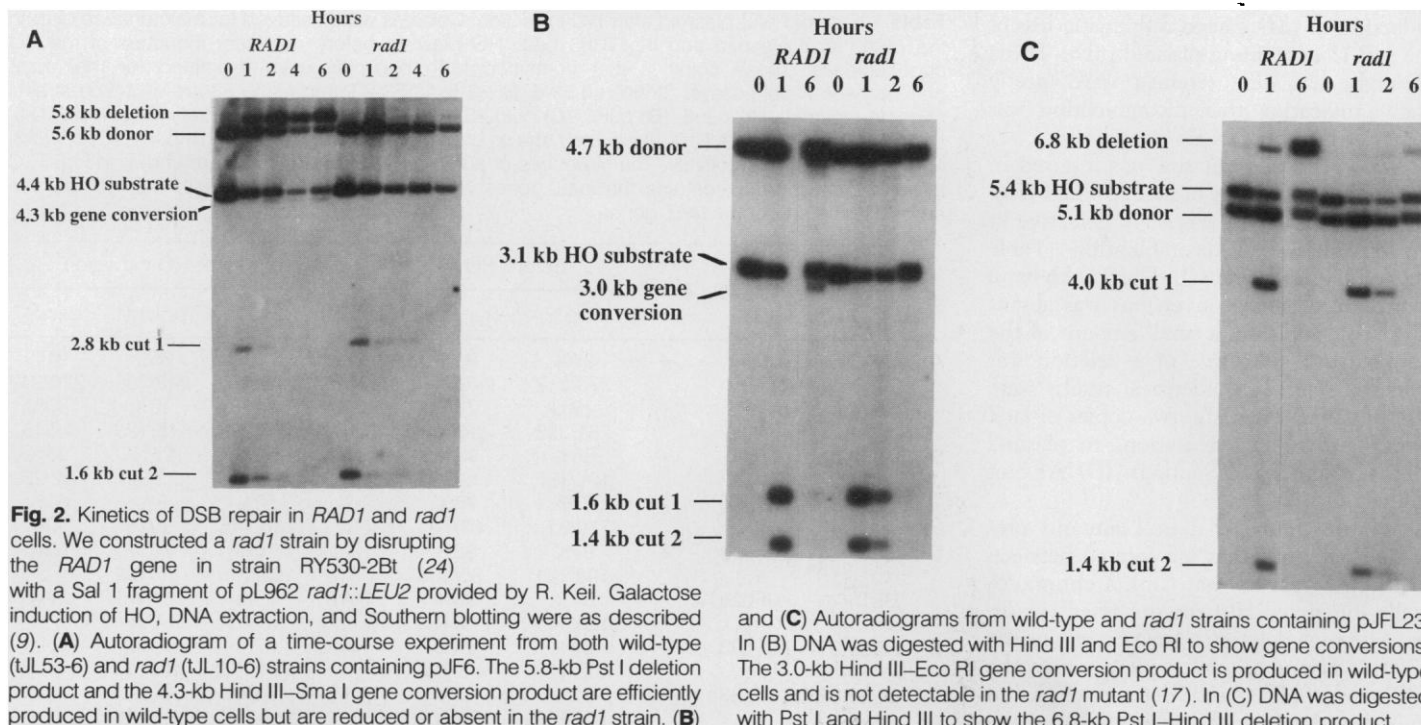 Hours
A
RAD1 rad1
0 1 2 4 6 0 1 2 4 6
5.8 kb deletion
5.6 kb donor
4.4 kb HO substrate
4.3 kb gene conversion
2.8 kb cut 1
1.6 kb cut 2
Fig. 2. Kinetics of DSB repair in RAD1 and rad1
cells. We constructed a rad1 strain by disrupting
the RAD1 gene in strain RY530-2Bt (24)
with a Sal 1 fragment of pL962 rad1::LEU2 provided by R. Keil. Galactose
induction of HO, DNA extraction, and Southern blotting were as described
(9). (A) Autoradiogram of a time-course experiment from both wild-type
(tJL53-6) and rad1 (tJL10-6) strains containing pJF6. The 5.8-kb Pst I deletion
product and the 4.3-kb Hind III–Sma I gene conversion product are efficiently
produced in wild-type cells but are reduced or absent in the rad1 strain. (B)
B
Hours
RAD1 rad1
0 1 6 0 1 2 6
4.7 kb donor
3.1 kb HO substrate
3.0 kb gene
conversion
1.6 kb cut 1
1.4 kb cut 2
C
Hours
RAD1 rad1
0 1 6 0 1 2 6
6.8 kb deletion
5.4 kb HO substrate
5.1 kb donor
4.0 kb cut 1
1.4 kb cut 2
and (C) Autoradiograms from wild-type and rad1 strains containing pJFL23
In (B) DNA was digested with Hind III and Eco RI to show gene conversions
The 3.0-kb Hind III–Eco RI gene conversion product is produced in wild-type
cells and is not detectable in the rad1 mutant (17). In (C) DNA was digested
with Pst I and Hind III to show the 6.8-kb Pst I–Hind III deletion product